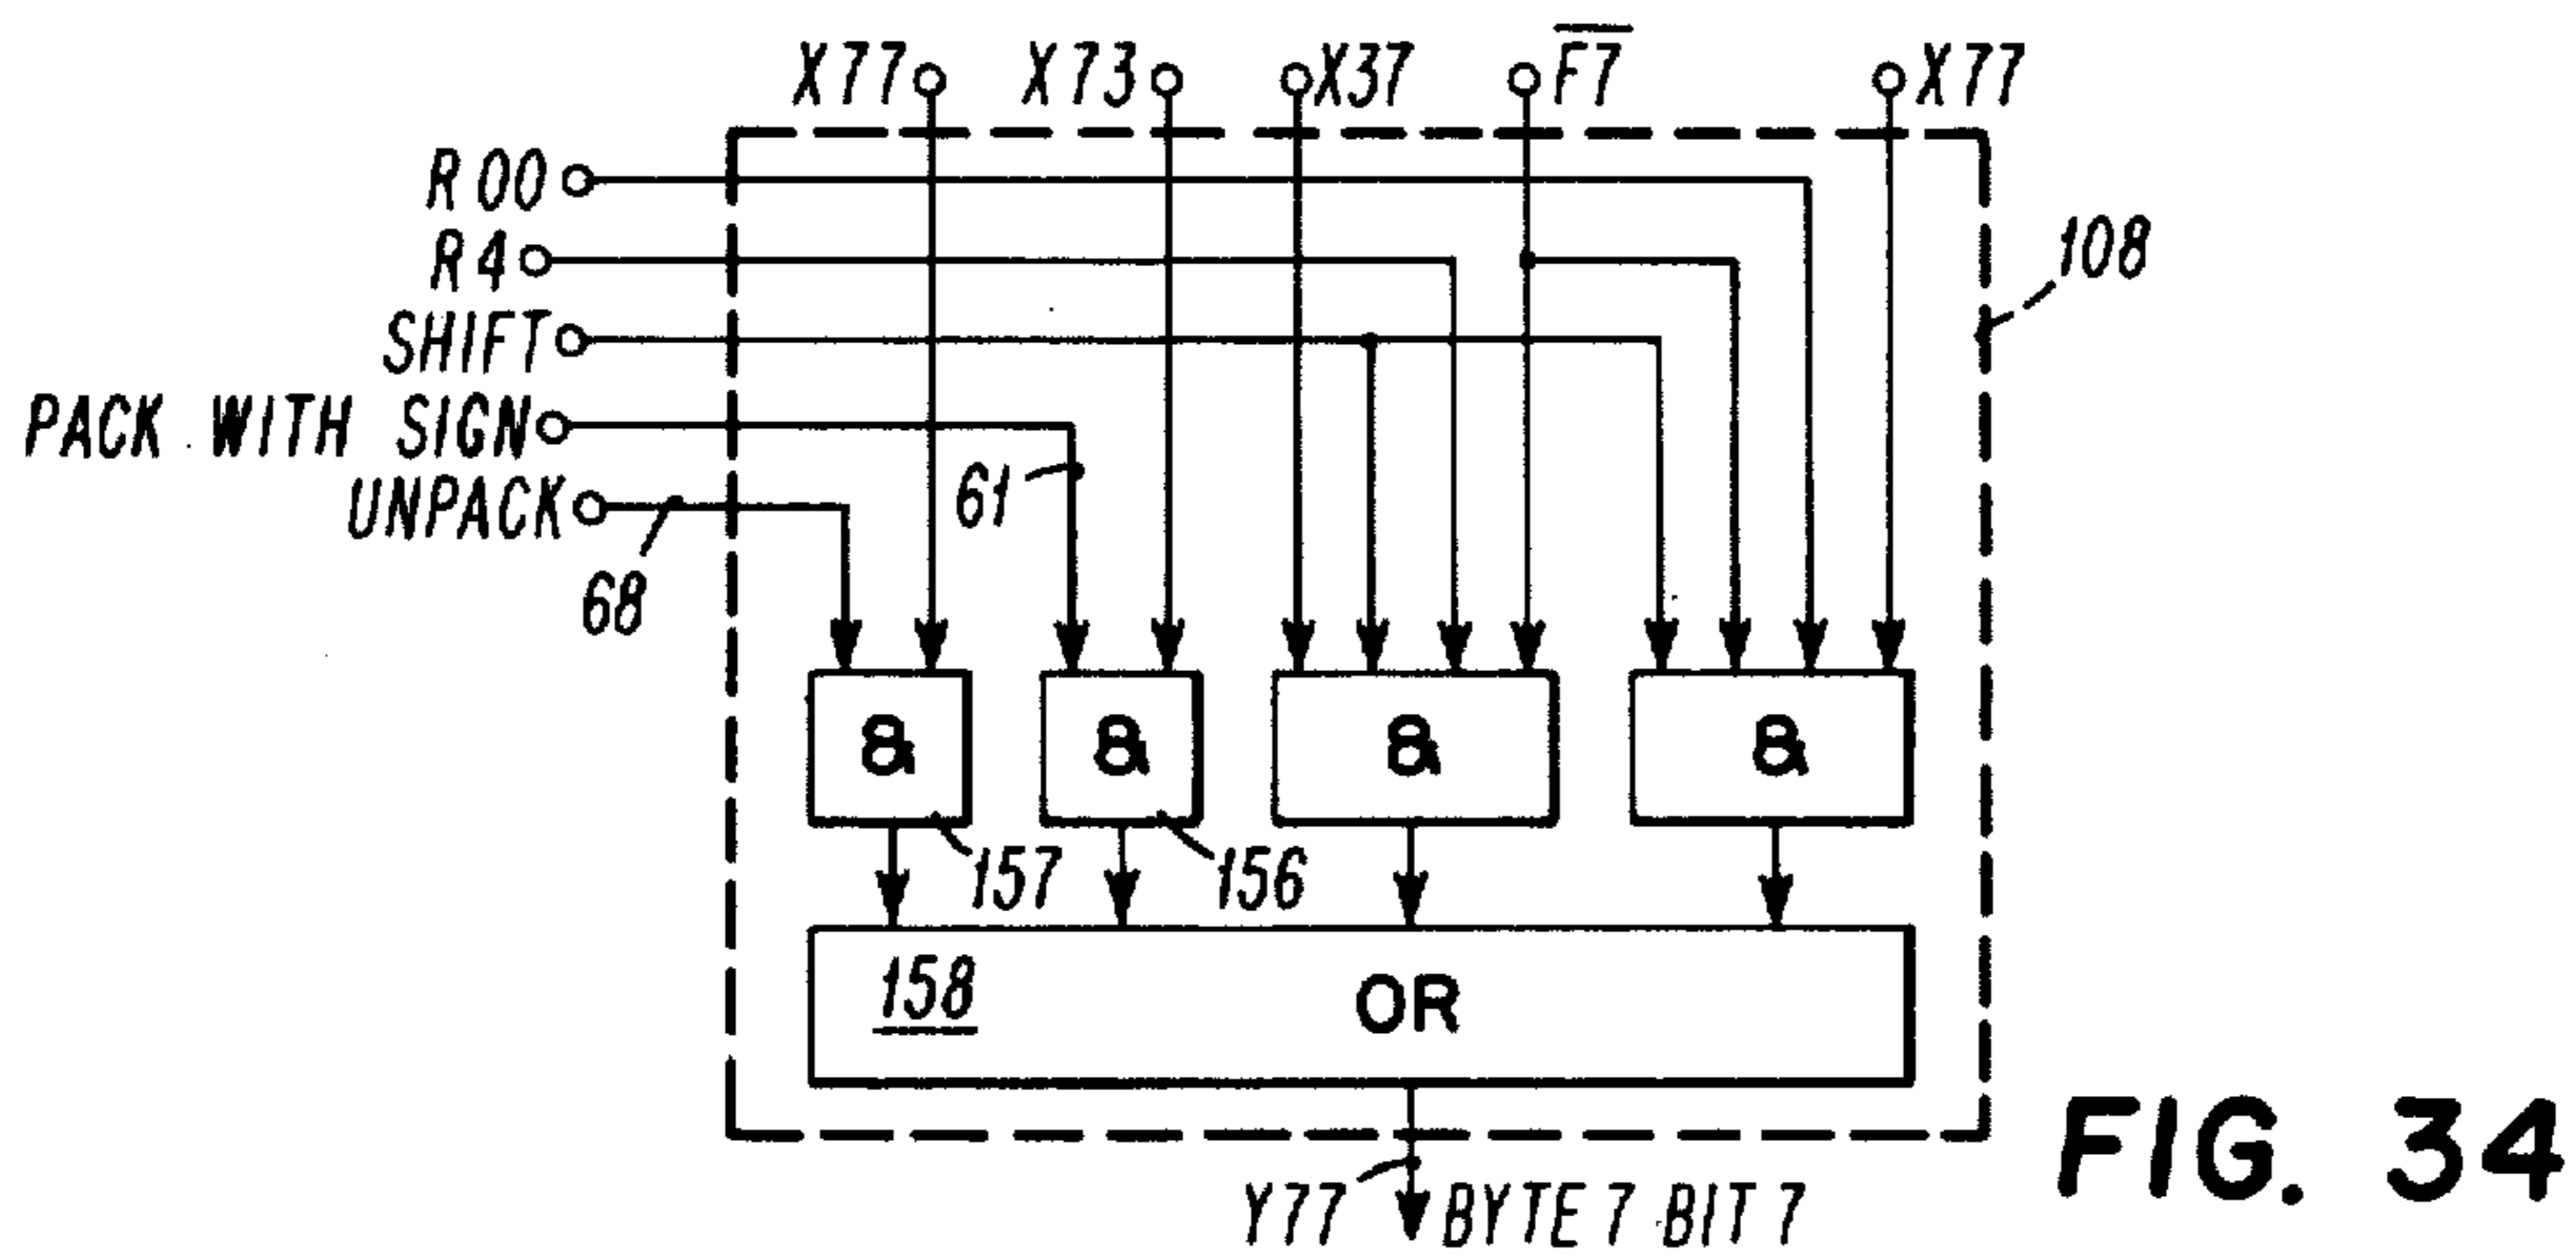 X77 X73 X37 F7 X77
R00
R4
108
SHIFT
PACK WITH SIGN
61
UNPACK
68
& & & &
157 156
158 OR
Y77 BYTE 7 BIT 7
FIG. 34